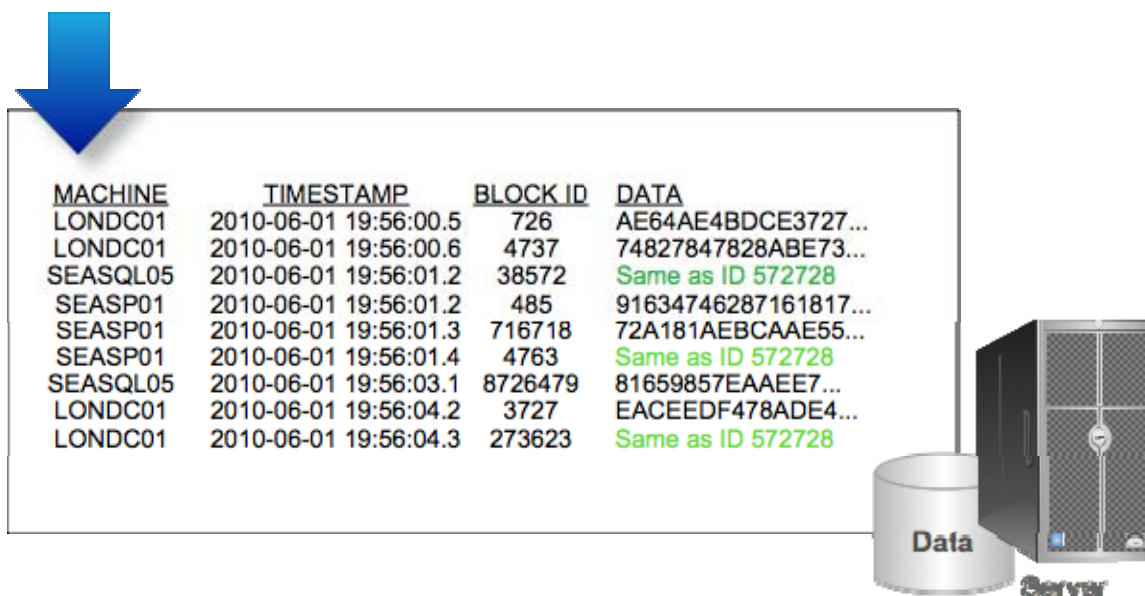 MACHINE TIMESTAMP BLOCK ID DATA
LONDC01 2010-06-01 19:56:00.5 726 AE64AE4BDCE3727...
LONDC01 2010-06-01 19:56:00.6 4737 74827847828ABE73...
SEASQL05 2010-06-01 19:56:01.2 38572 Same as ID 572728
SEASP01 2010-06-01 19:56:01.2 485 91634746287161817...
SEASP01 2010-06-01 19:56:01.3 716718 72A181AEBCAAE55...
SEASP01 2010-06-01 19:56:01.4 4763 Same as ID 572728
SEASQL05 2010-06-01 19:56:03.1 8726479 81659857EAAEE7...
LONDC01 2010-06-01 19:56:04.2 3727 EACEEDF478ADE4...
LONDC01 2010-06-01 19:56:04.3 273623 Same as ID 572728
Data
Server